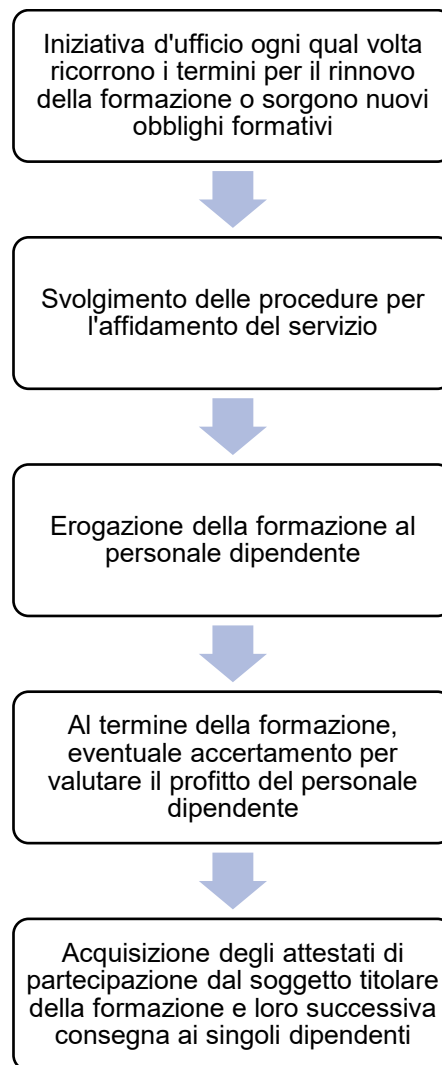 Iniziativa d'ufficio ogni qual volta
ricorrono i termini per il rinnovo
della formazione o sorgono nuovi
obblighi formativi
Svolgimento delle procedure per
l'affidamento del servizio
Erogazione della formazione al
personale dipendente
Al termine della formazione,
eventuale accertamento per
valutare il profitto del personale
dipendente
Acquisizione degli attestati di
partecipazione dal soggetto titolare
della formazione e loro successiva
consegna ai singoli dipendenti